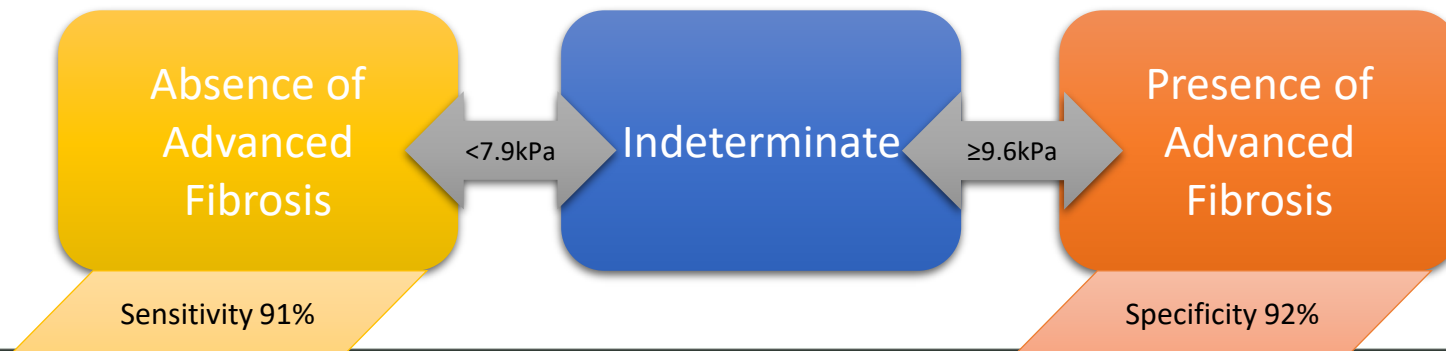 Absence of
Advanced
Fibrosis
<7.9kPa
Indeterminate
≥9.6kPa
Presence of
Advanced
Fibrosis
Sensitivity 91%
Specificity 92%